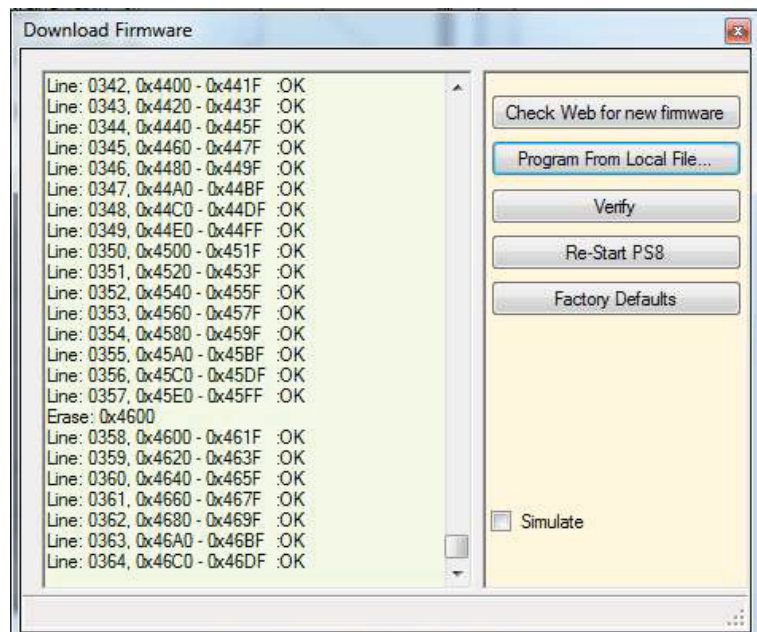 Download Firmware
Line: 0342, 0x4400 - 0x441F :OK
Line: 0343, 0x4420 - 0x443F :OK
Line: 0344, 0x4440 - 0x445F :OK
Line: 0345, 0x4460 - 0x447F :OK
Line: 0346, 0x4480 - 0x449F :OK
Line: 0347, 0x44A0 - 0x44BF :OK
Line: 0348, 0x44C0 - 0x44DF :OK
Line: 0349, 0x44E0 - 0x44FF :OK
Line: 0350, 0x4500 - 0x451F :OK
Line: 0351, 0x4520 - 0x453F :OK
Line: 0352, 0x4540 - 0x455F :OK
Line: 0353, 0x4560 - 0x457F :OK
Line: 0354, 0x4580 - 0x459F :OK
Line: 0355, 0x45A0 - 0x45BF :OK
Line: 0356, 0x45C0 - 0x45DF :OK
Line: 0357, 0x45E0 - 0x45FF :OK
Erase: 0x4600
Line: 0358, 0x4600 - 0x461F :OK
Line: 0359, 0x4620 - 0x463F :OK
Line: 0360, 0x4640 - 0x465F :OK
Line: 0361, 0x4660 - 0x467F :OK
Line: 0362, 0x4680 - 0x469F :OK
Line: 0363, 0x46A0 - 0x46BF :OK
Line: 0364, 0x46C0 - 0x46DF :OK
Check Web for new firmware
Program From Local File...
Verify
Re-Start PS8
Factory Defaults
Simulate